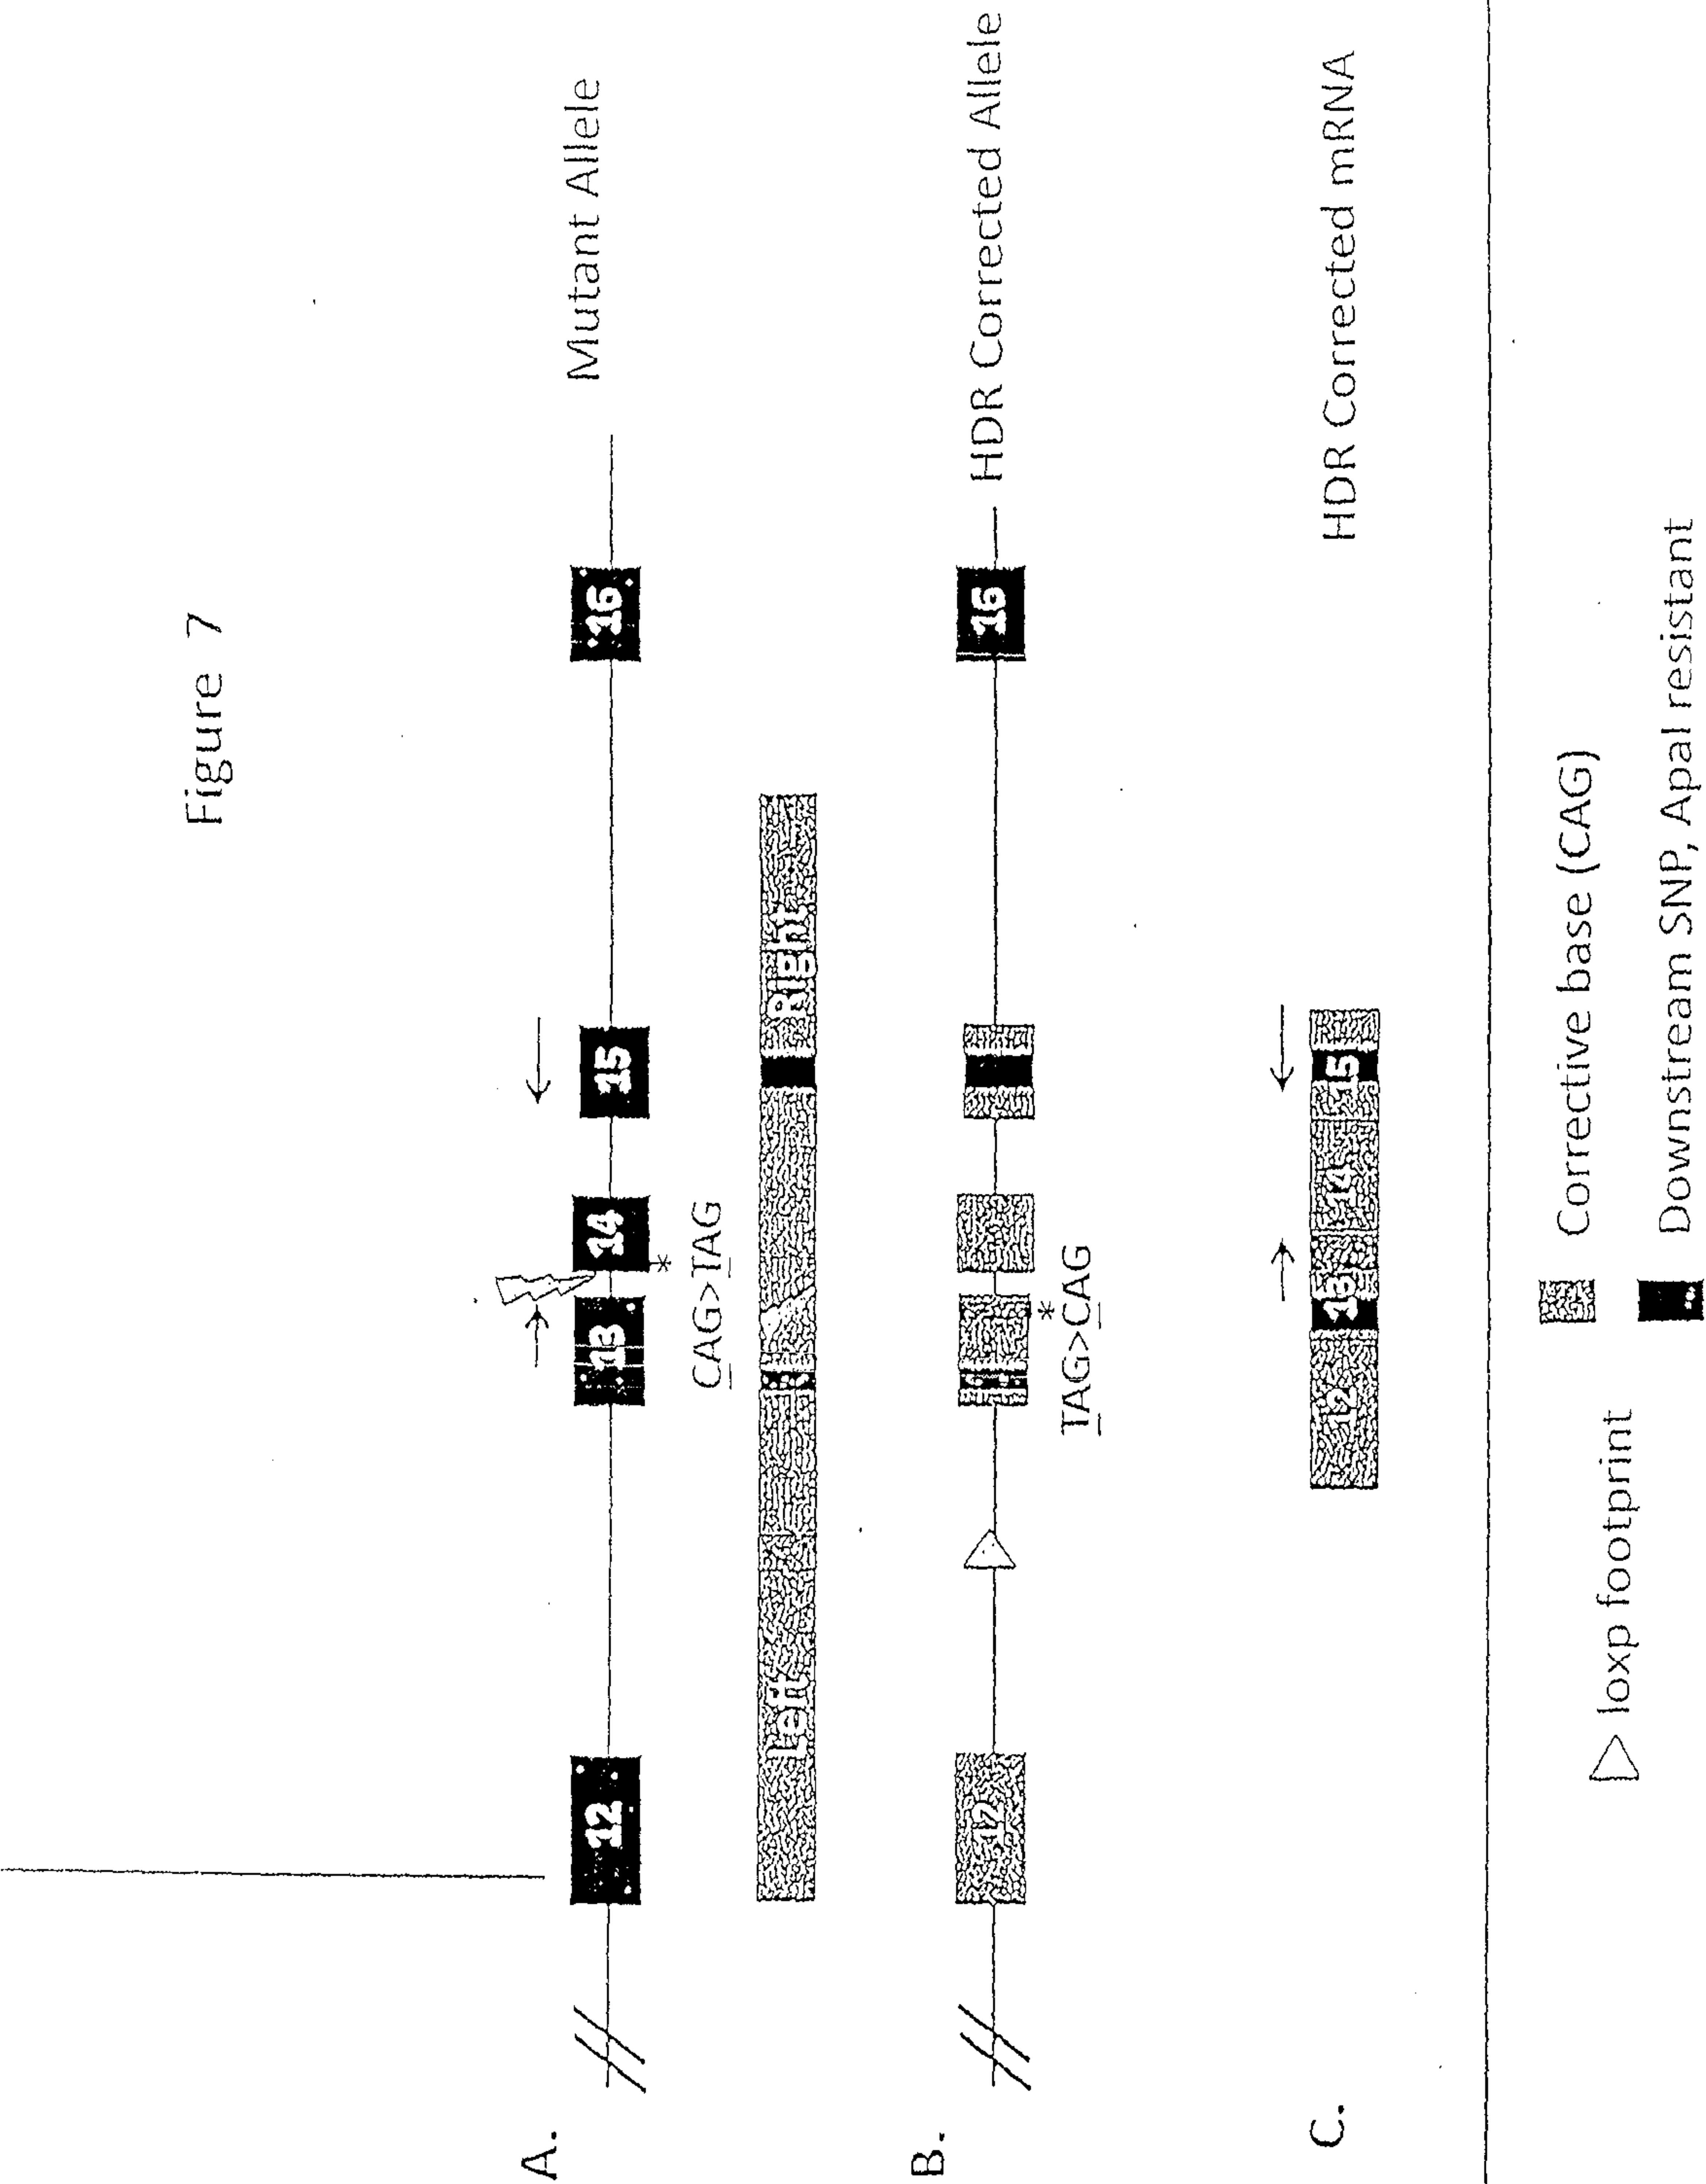 Figure 7
A.
12
13
14
15
16
Mutant Allele
CAG>TAG
Left
Right
B.
12
16
HDR Corrected Allele
TAG>CAG
C.
12
13
14
15
HDR Corrected mRNA
loxp footprint
Corrective base (CAG)
Downstream SNP, ApaI resistant